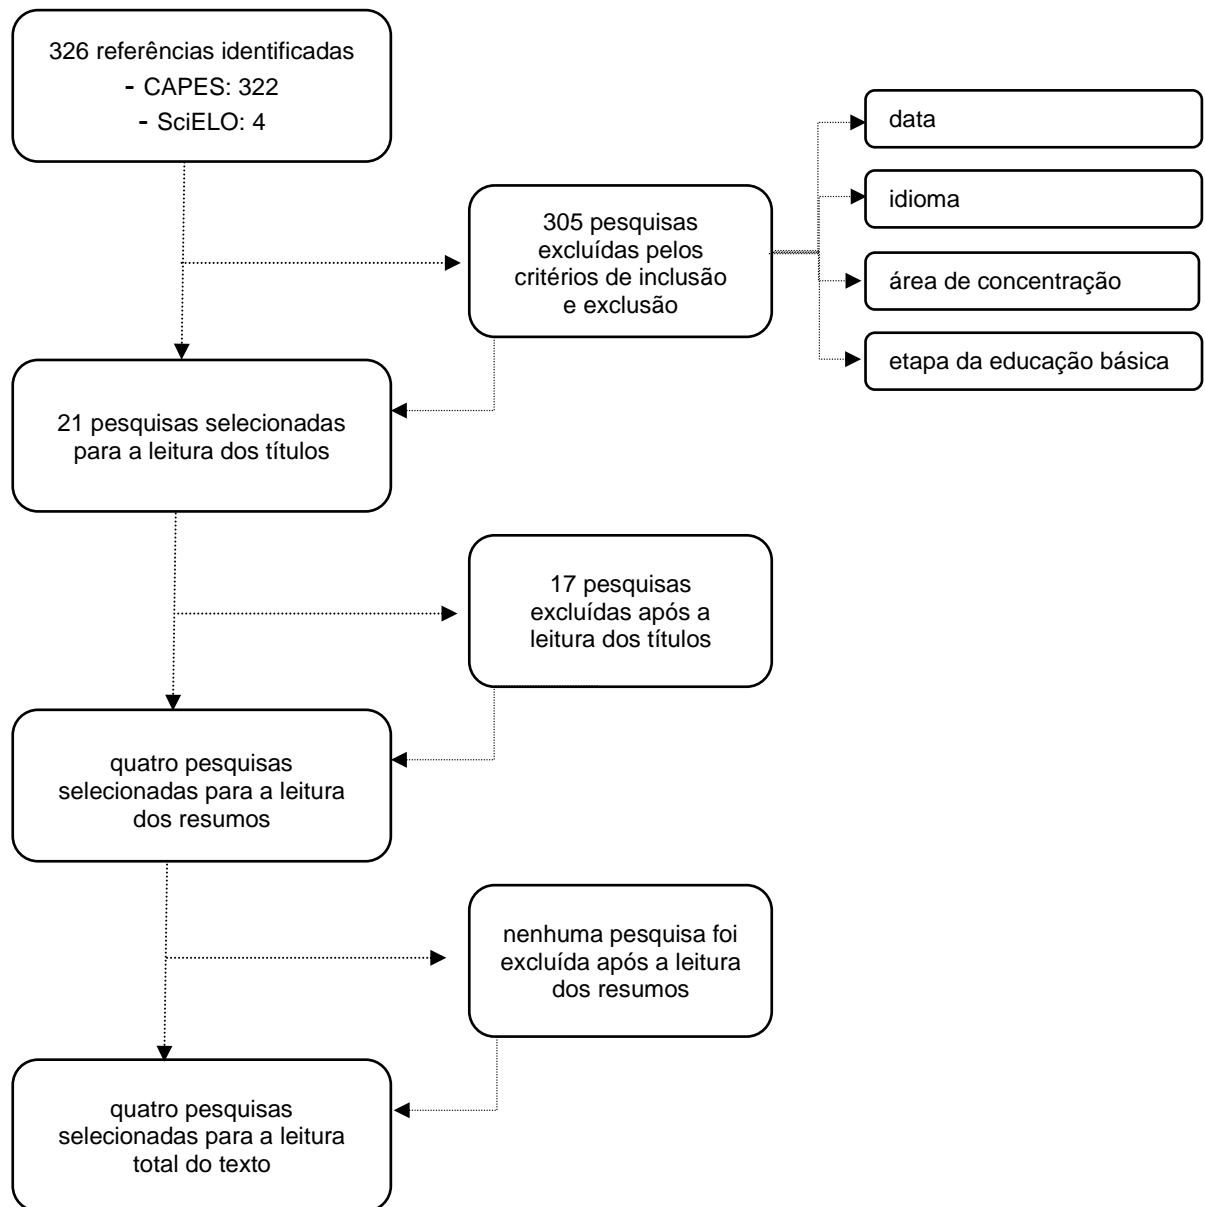 326 referências identificadas
- CAPES: 322
- SciELO: 4
305 pesquisas
excluídas pelos
critérios de inclusão
e exclusão
data
idioma
área de concentração
etapa da educação básica
21 pesquisas selecionadas
para a leitura dos títulos
17 pesquisas
excluídas após a
leitura dos títulos
quatro pesquisas
selecionadas para a leitura
dos resumos
nenhuma pesquisa foi
excluída após a leitura
dos resumos
quatro pesquisas
selecionadas para a leitura
total do texto